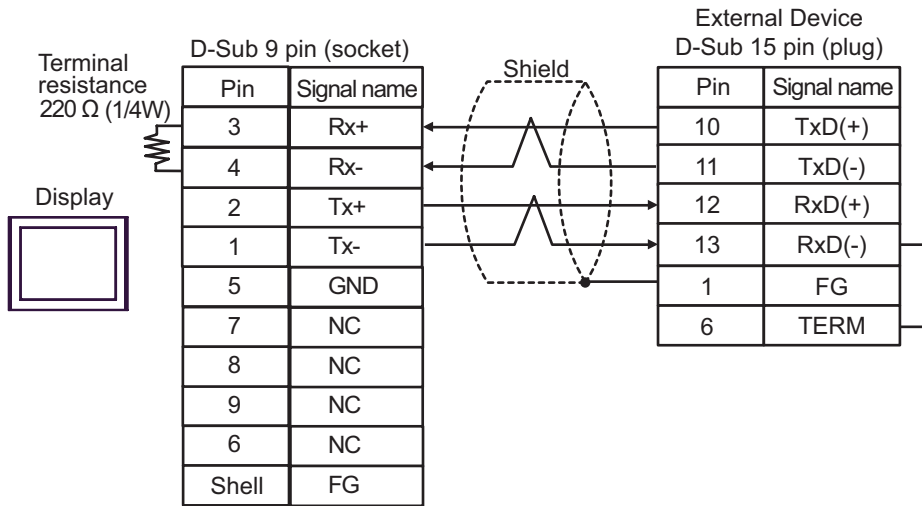 External Device
D-Sub 9 pin (socket)
D-Sub 15 pin (plug)
Terminal
resistance
220 Ω (1/4W)
Shield
Display
Pin Signal name
3 Rx+
4 Rx-
2 Tx+
1 Tx-
5 GND
7 NC
8 NC
9 NC
6 NC
Shell FG
Pin Signal name
10 TxD(+)
11 TxD(-)
12 RxD(+)
13 RxD(-)
1 FG
6 TERM